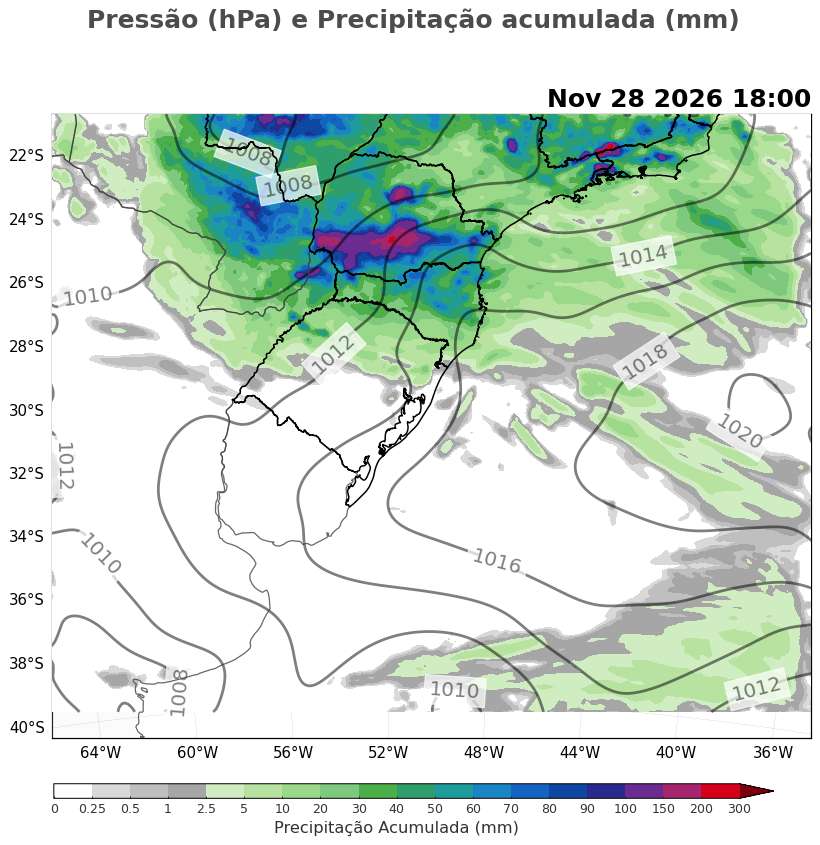 Pressão (hPa) e Precipitação acumulada (mm)
Nov 28 2026 18:00
22°S
24°S
26°S
28°S
30°S
32°S
34°S
36°S
38°S
40°S
1008
1008
1010
1014
1012
1018
1020
1012
1010
1016
1008
1010
1012
64°W 60°W 56°W 52°W 48°W 44°W 40°W 36°W
0 0.25 0.5 1 2.5 5 10 20 30 40 50 60 70 80 90 100 150 200 300
Precipitação Acumulada (mm)